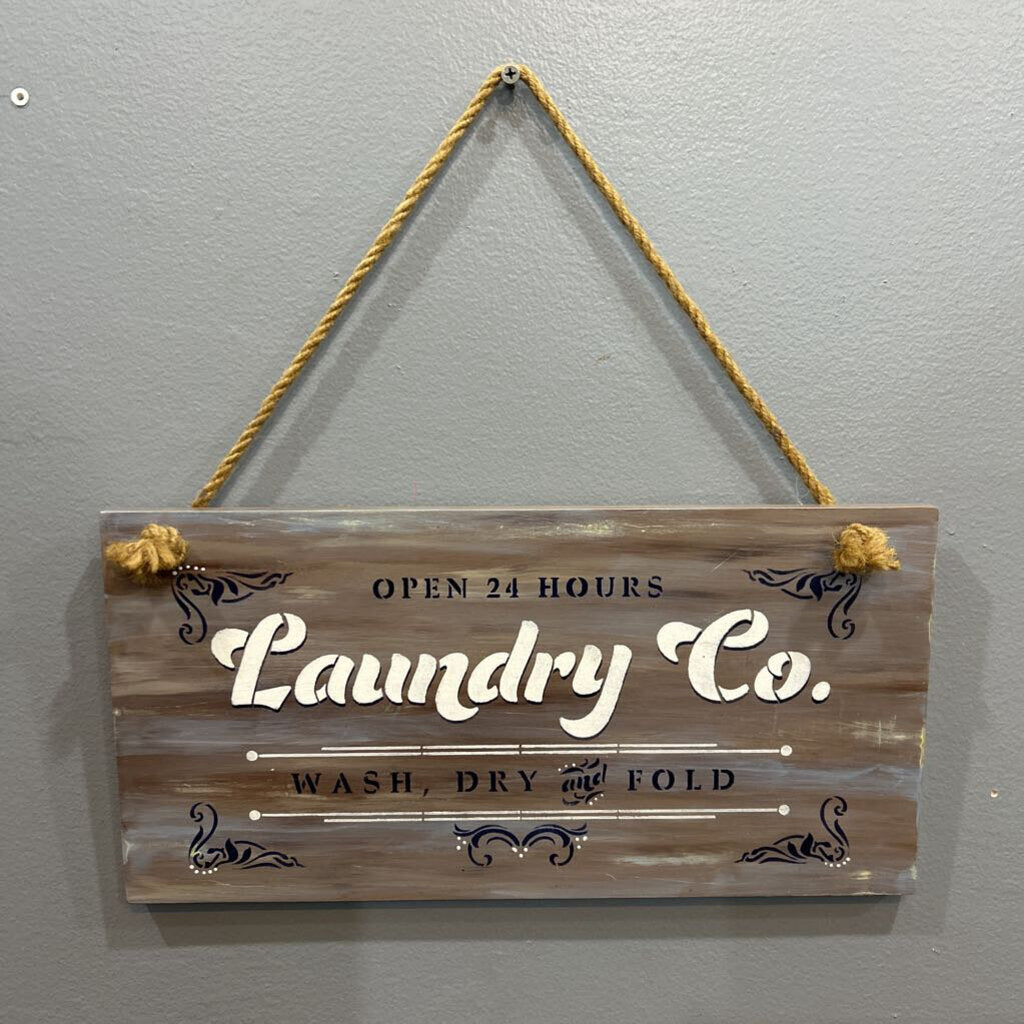 OPEN 24 HOURS
Laundry Co.
WASH, DRY and FOLD